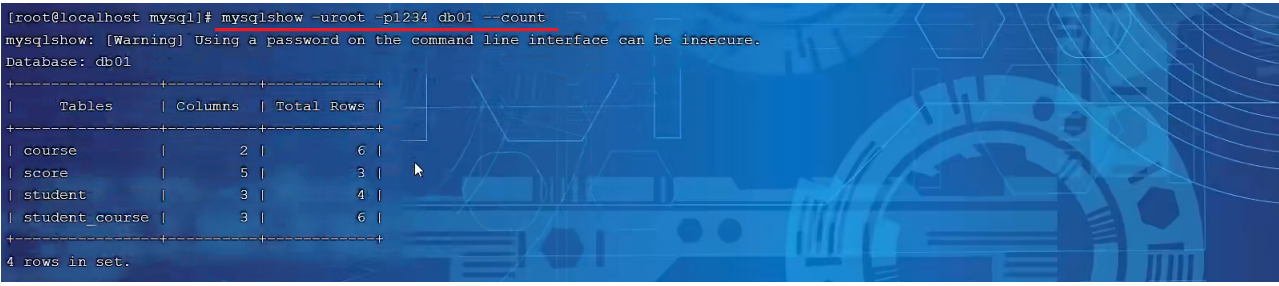 [root@localhost mysql]# mysqlshow -uroot -p1234 db01 --count
mysqlshow: [Warning] Using a password on the command line interface can be insecure.
Database: db01
+----------------+----------+------------+
|     Tables     | Columns  | Total Rows |
+----------------+----------+------------+
| course         |        2 |          6 |
| score          |        5 |          3 |
| student        |        3 |          4 |
| student_course |        3 |          6 |
+----------------+----------+------------+
4 rows in set.